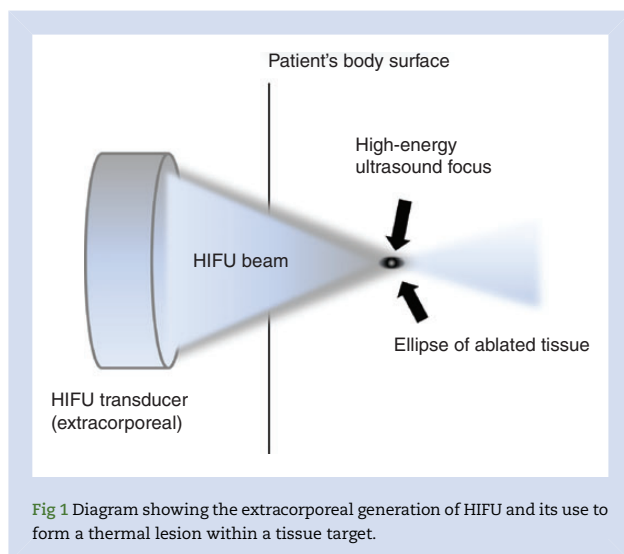 Patient's body surface
High-energy
ultrasound focus
HIFU beam
Ellipse of ablated tissue
HIFU transducer
(extracorporeal)
Fig 1 Diagram showing the extracorporeal generation of HIFU and its use to
form a thermal lesion within a tissue target.